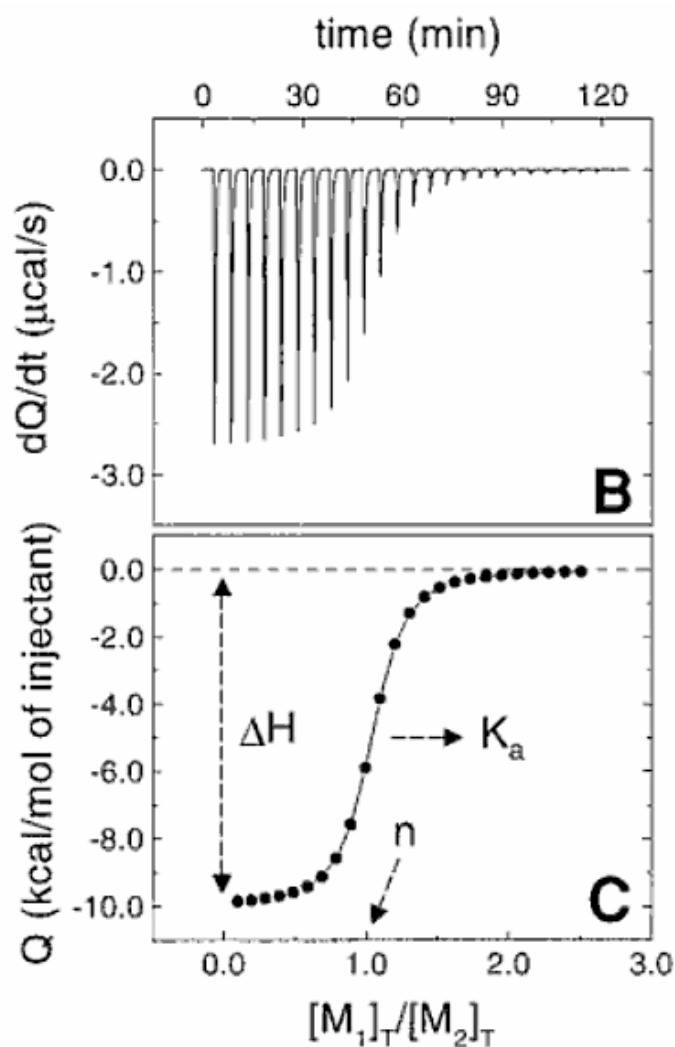 time (min)
0 30 60 90 120
0.0
-1.0
-2.0
-3.0
dQ/dt (μcal/s)
B
0.0
-2.0
-4.0
-6.0
-8.0
-10.0
Q (kcal/mol of injectant)
ΔH
Ka
n
C
0.0 1.0 2.0 3.0
[M1]T/[M2]T